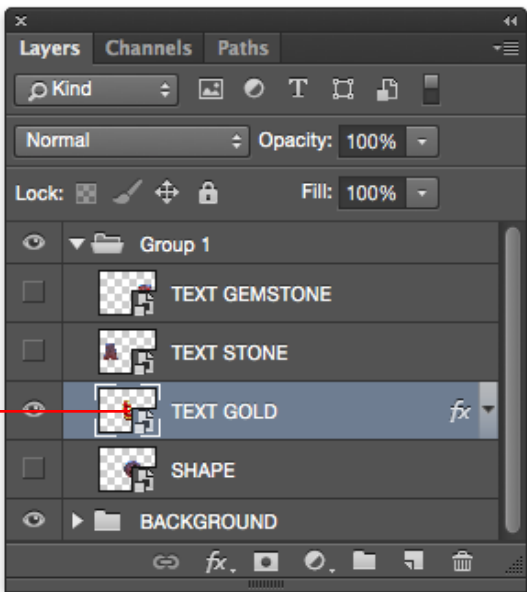 Layers Channels Paths
Kind T
Normal Opacity: 100%
Lock: Fill: 100%
Group 1
TEXT GEMSTONE
TEXT STONE
TEXT GOLD fx
SHAPE
BACKGROUND
fx.